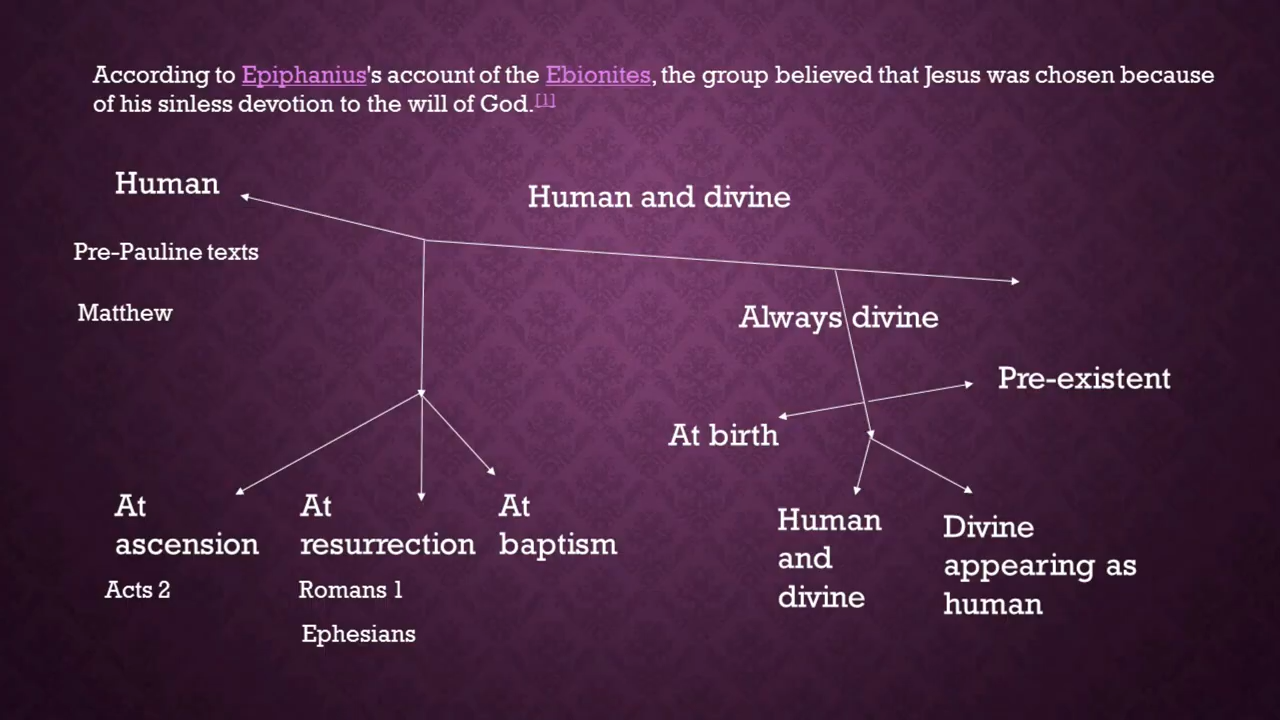 According to Epiphanius's account of the Ebionites, the group believed that Jesus was chosen because
of his sinless devotion to the will of God.[1]
Human
Human and divine
Pre-Pauline texts
Matthew
Always divine
Pre-existent
At birth
At
ascension
At
resurrection
At
baptism
Human
and
divine
Divine
appearing as
human
Acts 2
Romans 1
Ephesians